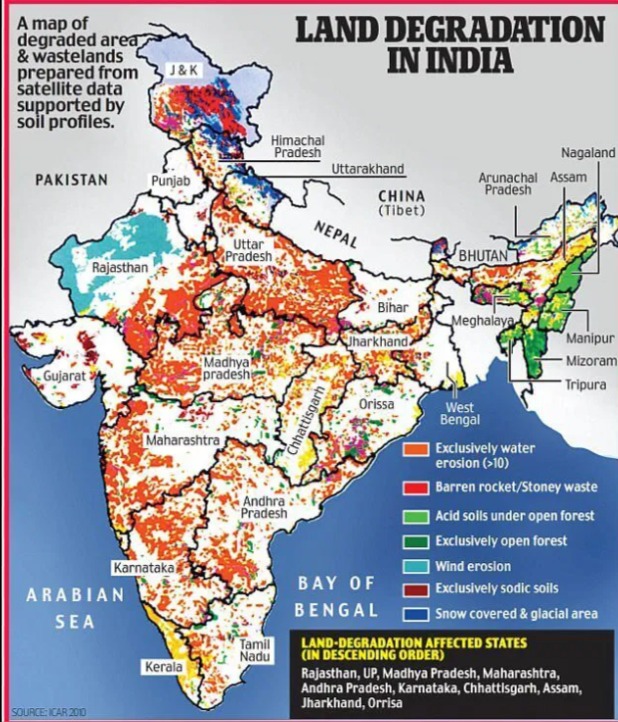 A map of
degraded area
& wastelands
prepared from
satellite data
supported by
soil profiles.
LAND DEGRADATION
IN INDIA
J & K
Himachal
Pradesh
Uttarakhand
PAKISTAN
Punjab
CHINA
(Tibet)
Arunachal
Pradesh
Assam
Nagaland
NEPAL
BHUTAN
Rajasthan
Uttar
Pradesh
Bihar
Meghalaya
Manipur
Mizoram
Tripura
Gujarat
Madhya
pradesh
Jharkhand
Chhattisgarh
Orissa
West
Bengal
Maharashtra
Andhra
Pradesh
Karnataka
ARABIAN
SEA
BAY OF
BENGAL
Kerala
Tamil
Nadu
Exclusively water
erosion (>10)
Barren rocket/Stoney waste
Acid soils under open forest
Exclusively open forest
Wind erosion
Exclusively sodic soils
Snow covered & glacial area
LAND-DEGRADATION AFFECTED STATES
(IN DESCENDING ORDER)
Rajasthan, UP, Madhya Pradesh, Maharashtra,
Andhra Pradesh, Karnataka, Chhattisgarh, Assam,
Jharkhand, Orrisa
SOURCE: ICAR 2010